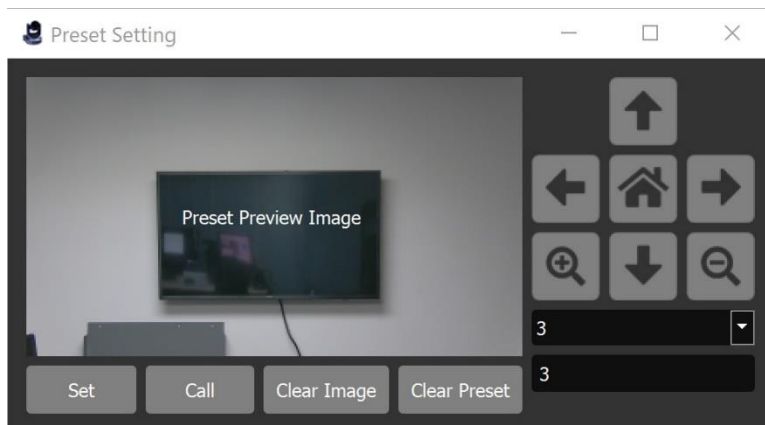 Preset Setting
Preset Preview Image
3
3
Set Call Clear Image Clear Preset